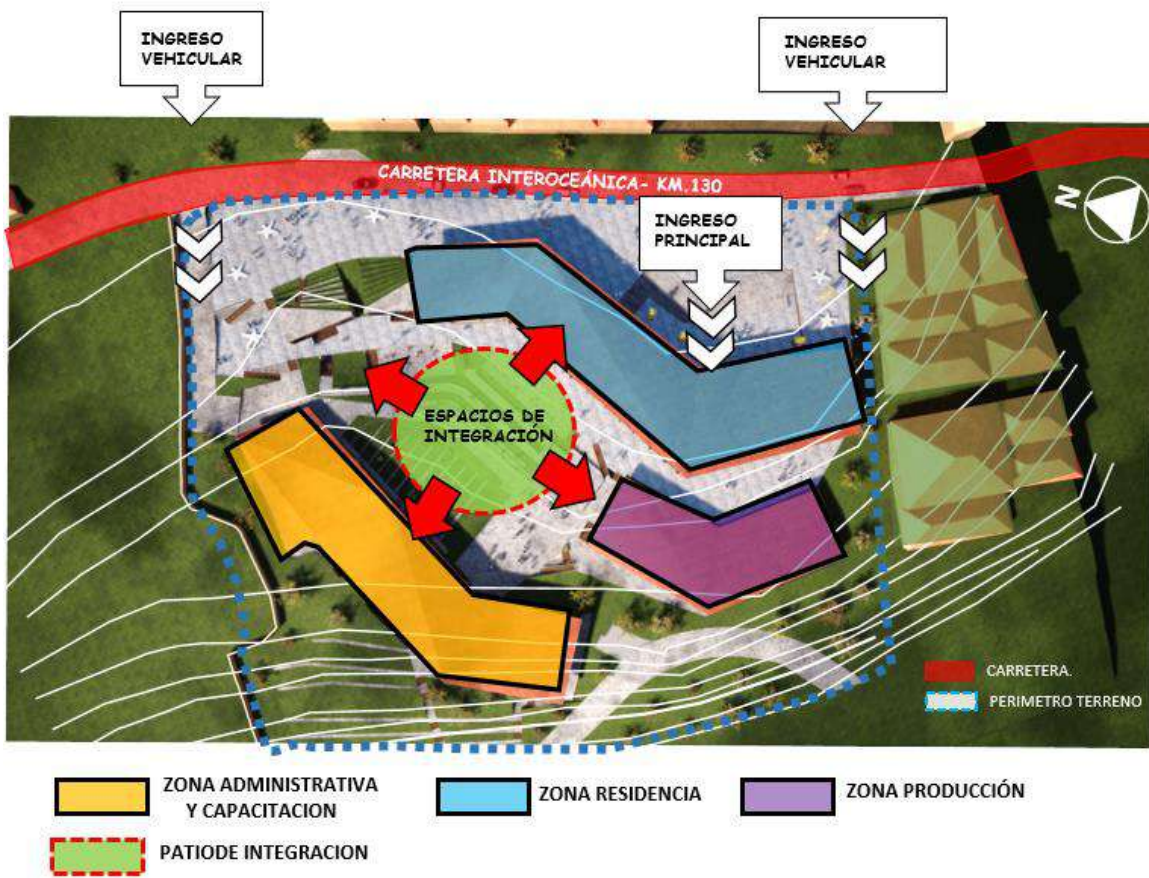 INGRESO
VEHICULAR
INGRESO
VEHICULAR
CARRETERA INTEROCEÁNICA- KM.130
N
INGRESO
PRINCIPAL
ESPACIOS DE
INTEGRACIÓN
CARRETERA.
PERIMETRO TERRENO
ZONA ADMINISTRATIVA
Y CAPACITACION
ZONA RESIDENCIA
ZONA PRODUCCIÓN
PATIODE INTEGRACION